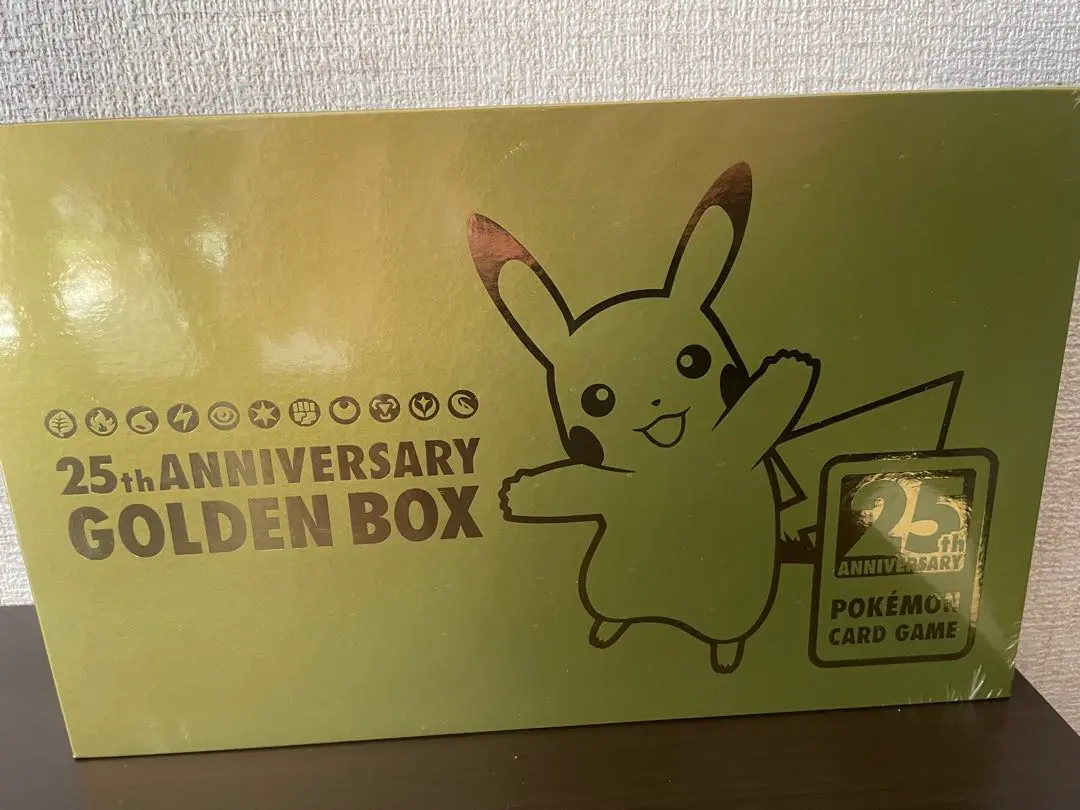 25th ANNIVERSARY
GOLDEN BOX
25th
ANNIVERSARY
POKÉMON
CARD GAME